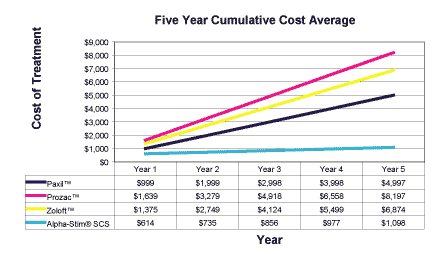 Five Year Cumulative Cost Average
Cost of Treatment
$9,000
$8,000
$7,000
$6,000
$5,000
$4,000
$3,000
$2,000
$1,000
$0
Year 1 Year 2 Year 3 Year 4 Year 5
Paxil™ $999 $1,999 $2,998 $3,998 $4,997
Prozac™ $1,639 $3,279 $4,918 $6,558 $8,197
Zoloft™ $1,375 $2,749 $4,124 $5,499 $6,874
Alpha-Stim® SCS $614 $735 $856 $977 $1,098
Year